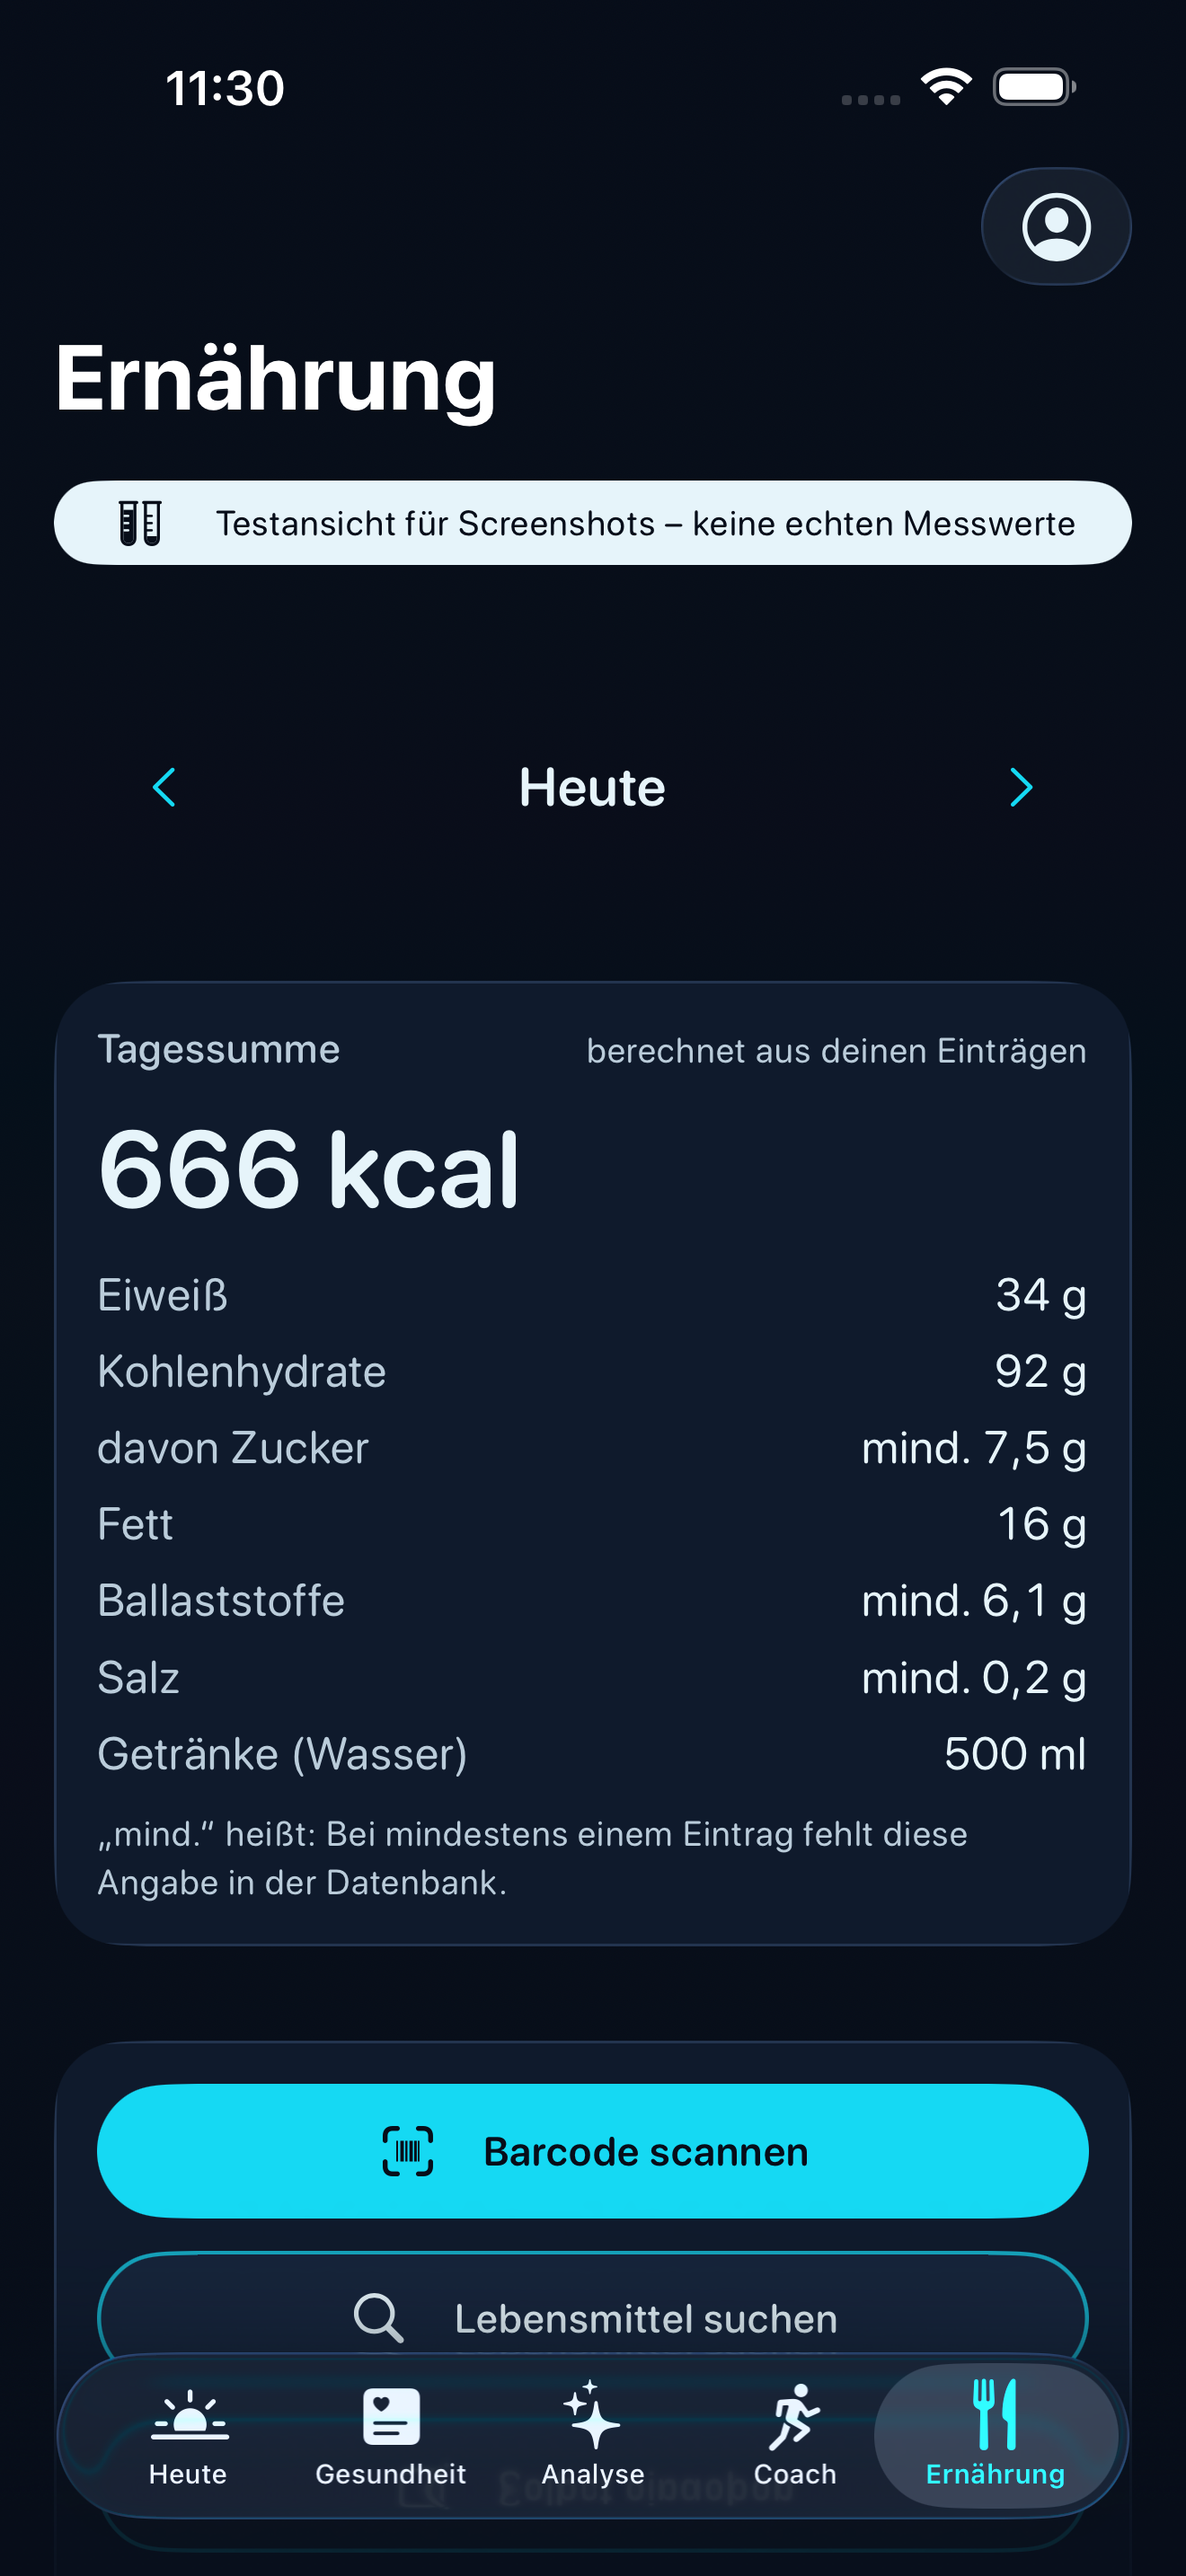 11:30
Ernährung
Testansicht für Screenshots – keine echten Messwerte
Heute
Tagessumme
berechnet aus deinen Einträgen
666 kcal
Eiweiß
34 g
Kohlenhydrate
92 g
davon Zucker
mind. 7,5 g
Fett
16 g
Ballaststoffe
mind. 6,1 g
Salz
mind. 0,2 g
Getränke (Wasser)
500 ml
„mind.“ heißt: Bei mindestens einem Eintrag fehlt diese
Angabe in der Datenbank.
Barcode scannen
Lebensmittel suchen
Heute
Gesundheit
Analyse
Coach
Ernährung